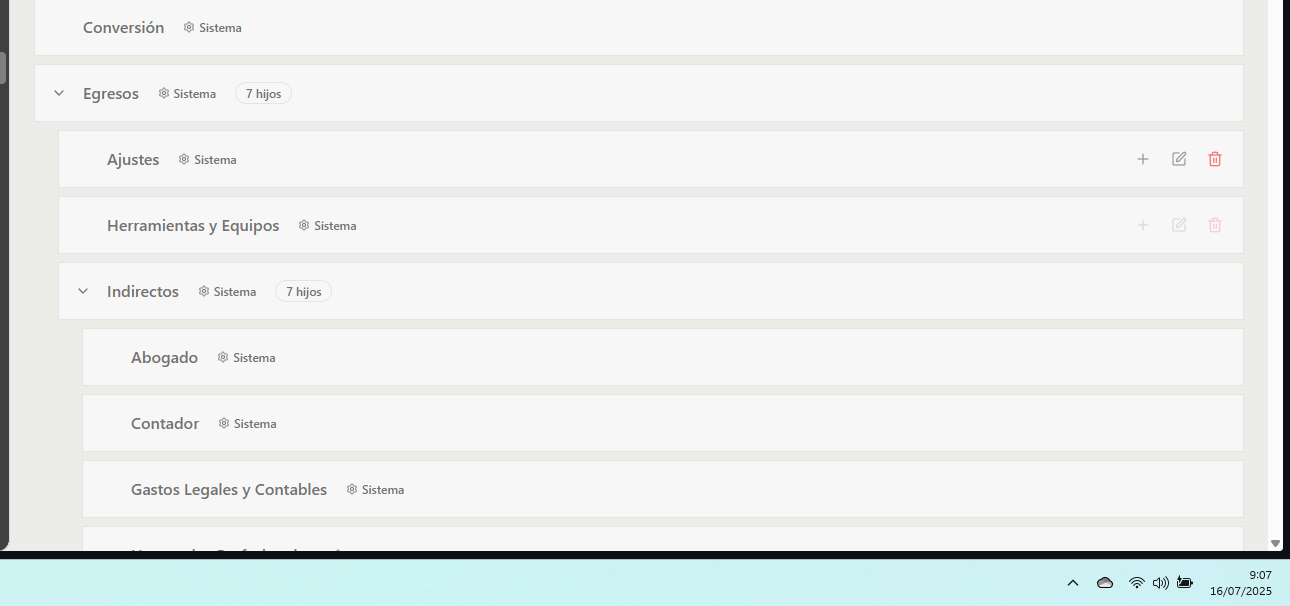 Conversión Sistema
Egresos Sistema 7 hijos
Ajustes Sistema
Herramientas y Equipos Sistema
Indirectos Sistema 7 hijos
Abogado Sistema
Contador Sistema
Gastos Legales y Contables Sistema
9:07
16/07/2025